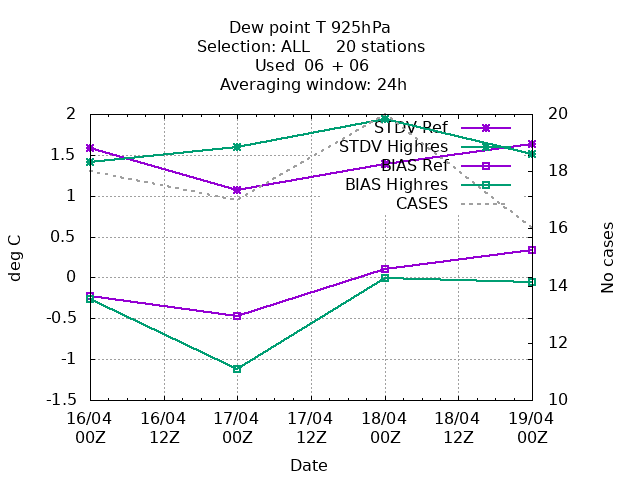 Dew point T 925hPa
Selection: ALL     20 stations
Used  06 + 06
Averaging window: 24h
2
1.5
1
0.5
0
-0.5
-1
-1.5
deg C
20
18
16
14
12
10
No cases
STDV Ref
STDV Highres
BIAS Ref
BIAS Highres
CASES
16/04 16/04 17/04 17/04 18/04 18/04 19/04
00Z 12Z 00Z 12Z 00Z 12Z 00Z
Date